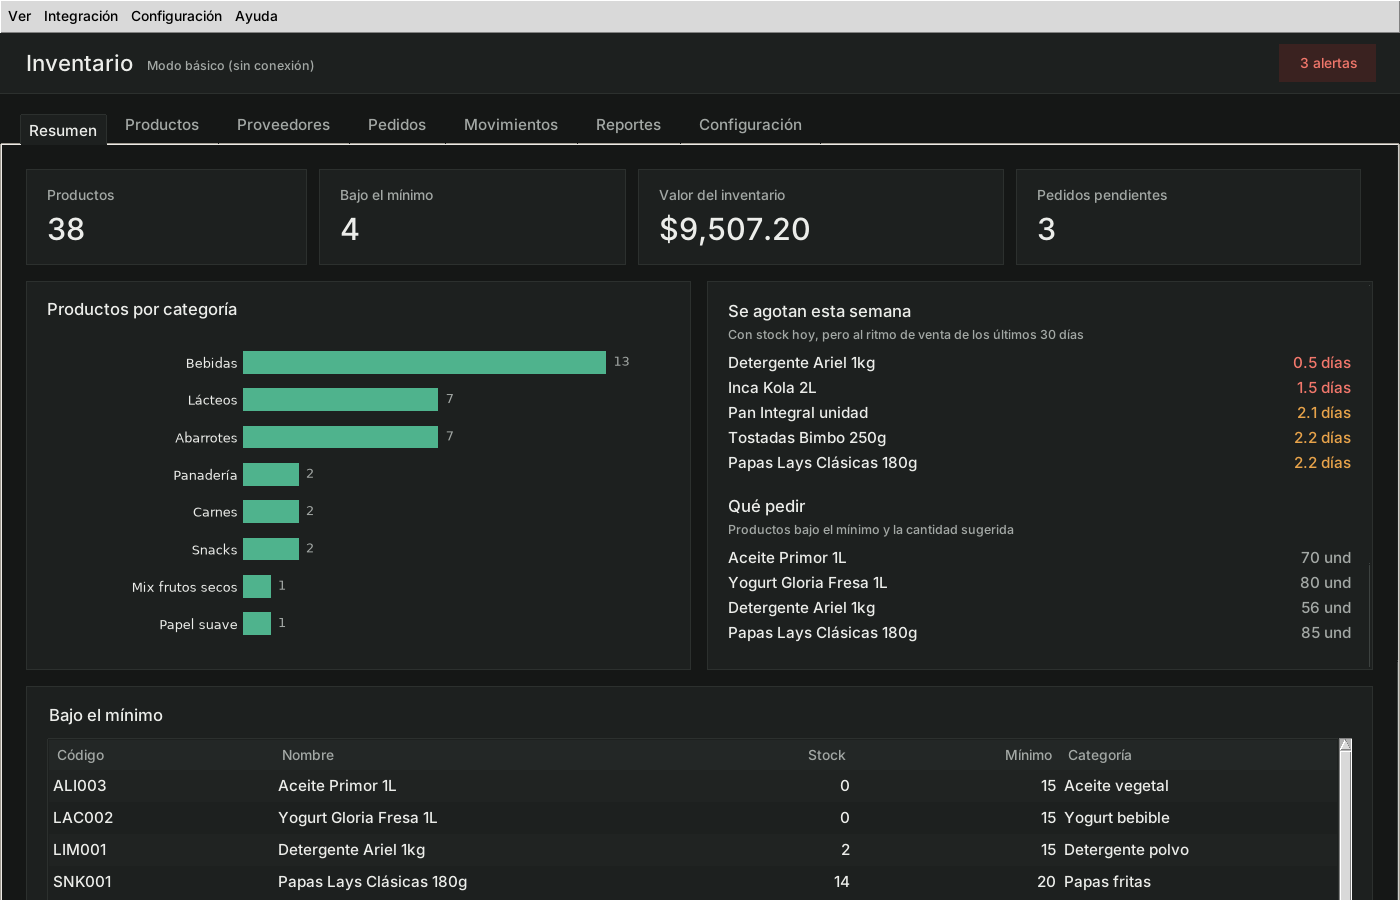 Ver Integración Configuración Ayuda
Inventario Modo básico (sin conexión) 3 alertas
Resumen Productos Proveedores Pedidos Movimientos Reportes Configuración
Productos
38
Bajo el mínimo
4
Valor del inventario
$9,507.20
Pedidos pendientes
3
Productos por categoría
Bebidas 13
Lácteos 7
Abarrotes 7
Panadería 2
Carnes 2
Snacks 2
Mix frutos secos 1
Papel suave 1
Se agotan esta semana
Con stock hoy, pero al ritmo de venta de los últimos 30 días
Detergente Ariel 1kg 0.5 días
Inca Kola 2L 1.5 días
Pan Integral unidad 2.1 días
Tostadas Bimbo 250g 2.2 días
Papas Lays Clásicas 180g 2.2 días
Qué pedir
Productos bajo el mínimo y la cantidad sugerida
Aceite Primor 1L 70 und
Yogurt Gloria Fresa 1L 80 und
Detergente Ariel 1kg 56 und
Papas Lays Clásicas 180g 85 und
Bajo el mínimo
Código Nombre Stock Mínimo Categoría
ALI003 Aceite Primor 1L 0 15 Aceite vegetal
LAC002 Yogurt Gloria Fresa 1L 0 15 Yogurt bebible
LIM001 Detergente Ariel 1kg 2 15 Detergente polvo
SNK001 Papas Lays Clásicas 180g 14 20 Papas fritas